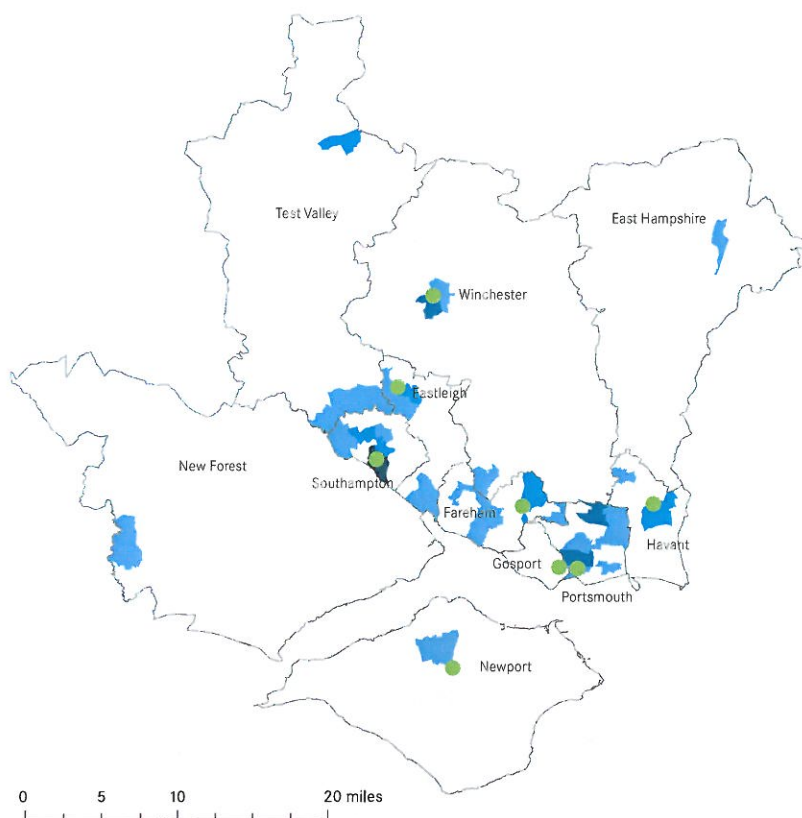 Test Valley
East Hampshire
Winchester
Eastleigh
New Forest
Southampton
Fareham
Havant
Gosport
Portsmouth
Newport
0 5 10 20 miles